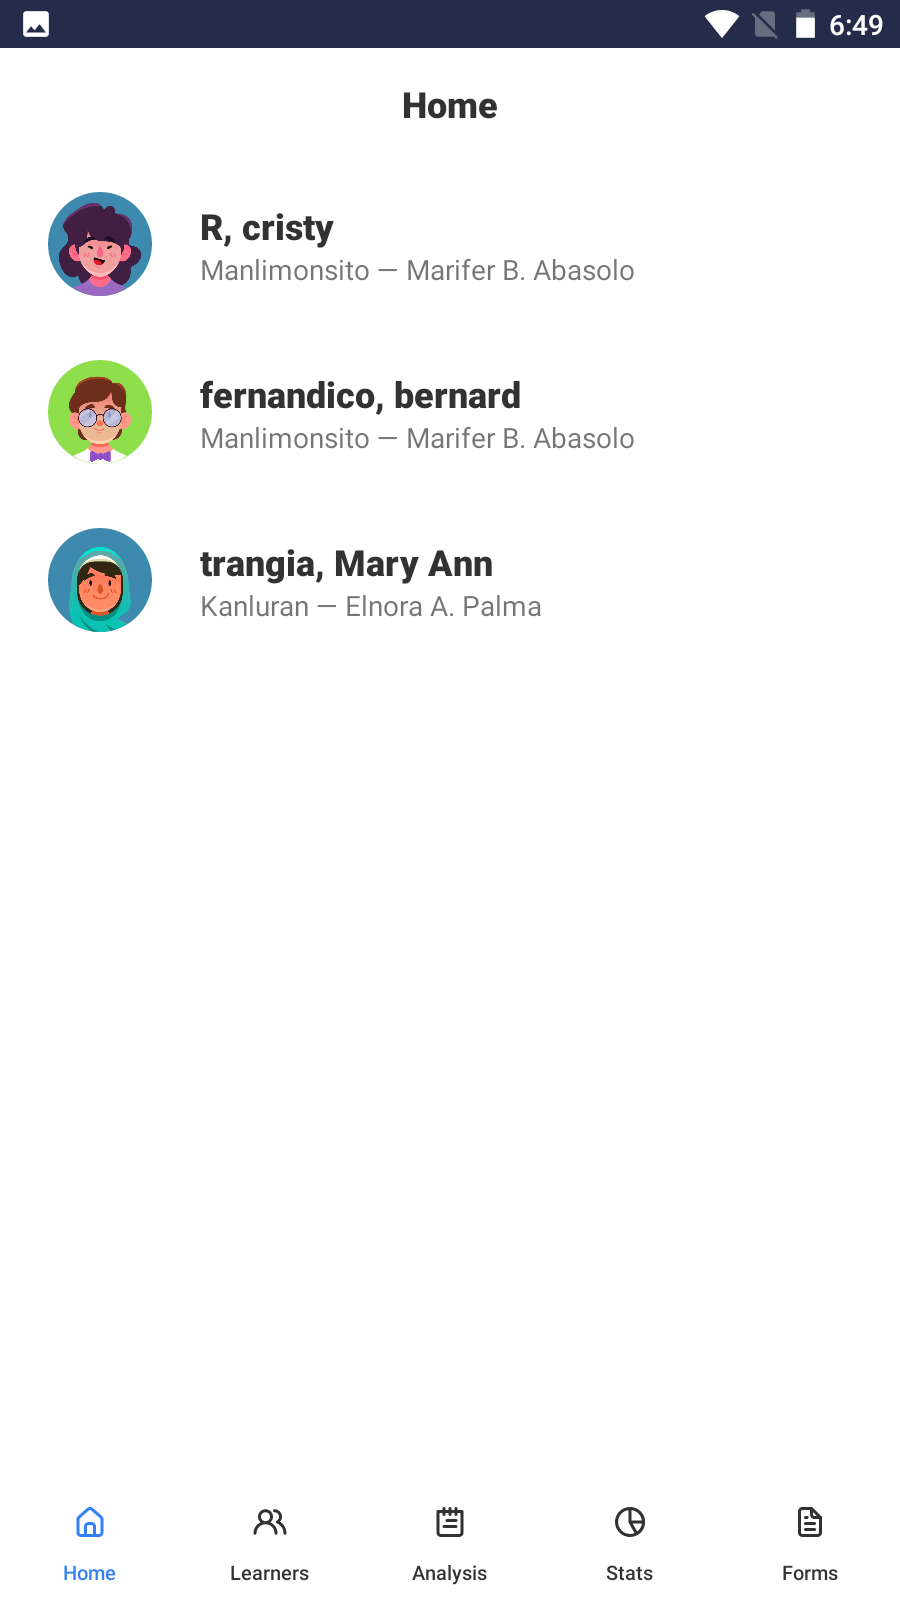 6:49
Home
R, cristy
Manlimonsito — Marifer B. Abasolo
fernandico, bernard
Manlimonsito — Marifer B. Abasolo
trangia, Mary Ann
Kanluran — Elnora A. Palma
Home Learners Analysis Stats Forms